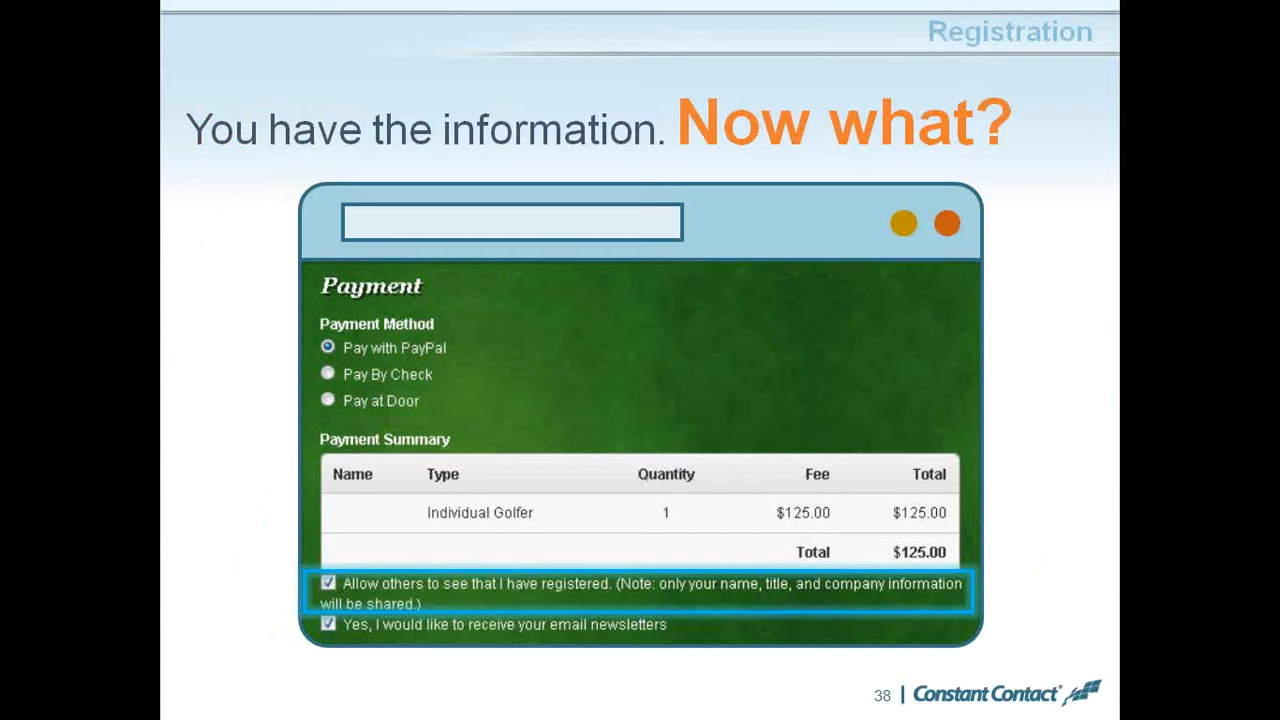 Registration
You have the information. Now what?
Payment
Payment Method
Pay with PayPal
Pay By Check
Pay at Door
Payment Summary
Name Type Quantity Fee Total
Individual Golfer 1 $125.00 $125.00
Total $125.00
Allow others to see that I have registered. (Note: only your name, title, and company information
will be shared.)
Yes, I would like to receive your email newsletters
38 | Constant Contact